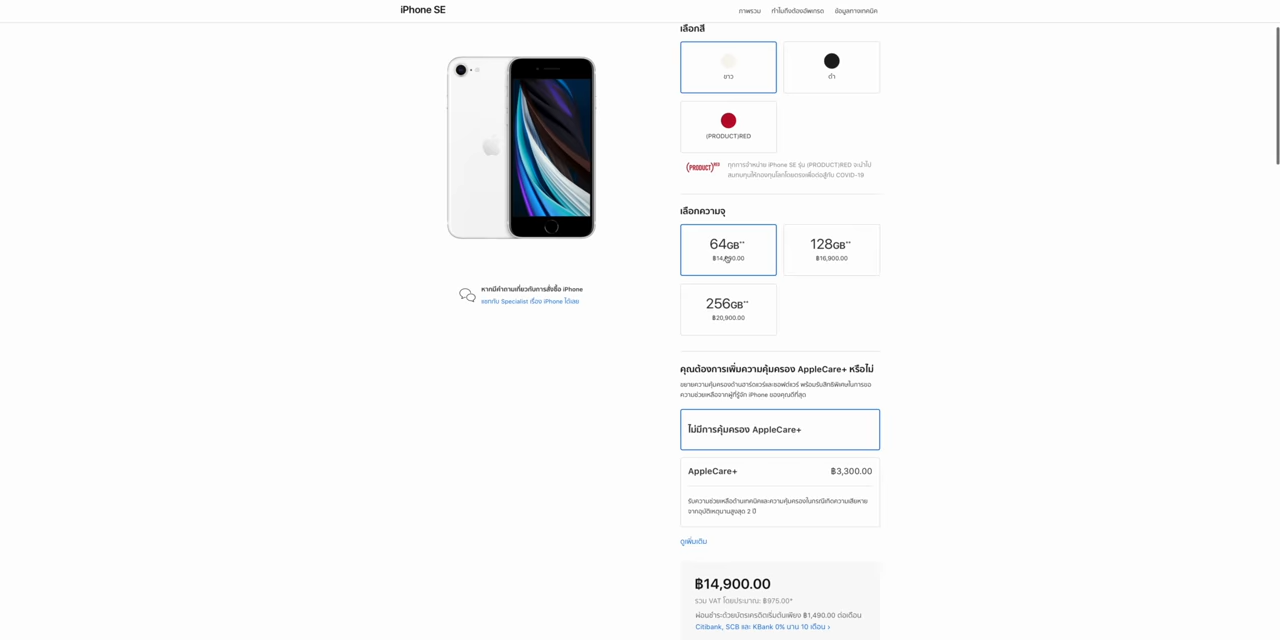 iPhone SE
ภาพรวม ทำไมถึงต้องอัพเกรด ข้อมูลทางเทคนิค
เลือกสี
ขาว
ดำ
(PRODUCT)RED
(PRODUCT)RED
ทุกการจำหน่าย iPhone SE รุ่น (PRODUCT)RED จะนำไป
สมทบทุนให้กองทุนโลกโดยตรงเพื่อต่อสู้กับ COVID-19
เลือกความจุ
64GB**
128GB**
฿16,900.00
256GB**
฿20,900.00
หากมีคำถามเกี่ยวกับการสั่งซื้อ iPhone
แชทกับ Specialist เรื่อง iPhone ได้เลย
คุณต้องการเพิ่มความคุ้มครอง AppleCare+ หรือไม่
ขยายความคุ้มครองด้านฮาร์ดแวร์และซอฟต์แวร์ พร้อมรับสิทธิพิเศษในการขอ
ความช่วยเหลือจากผู้ที่รู้จัก iPhone ของคุณดีที่สุด
ไม่มีการคุ้มครอง AppleCare+
AppleCare+ ฿3,300.00
รับความช่วยเหลือด้านเทคนิคและความคุ้มครองในกรณีเกิดความเสียหาย
จากอุบัติเหตุนานสูงสุด 2 ปี
ดูเพิ่มเติม
฿14,900.00
รวม VAT โดยประมาณ: ฿975.00*
ผ่อนชำระด้วยบัตรเครดิตเริ่มต้นเพียง ฿1,490.00 ต่อเดือน
Citibank, SCB และ KBank 0% นาน 10 เดือน ›